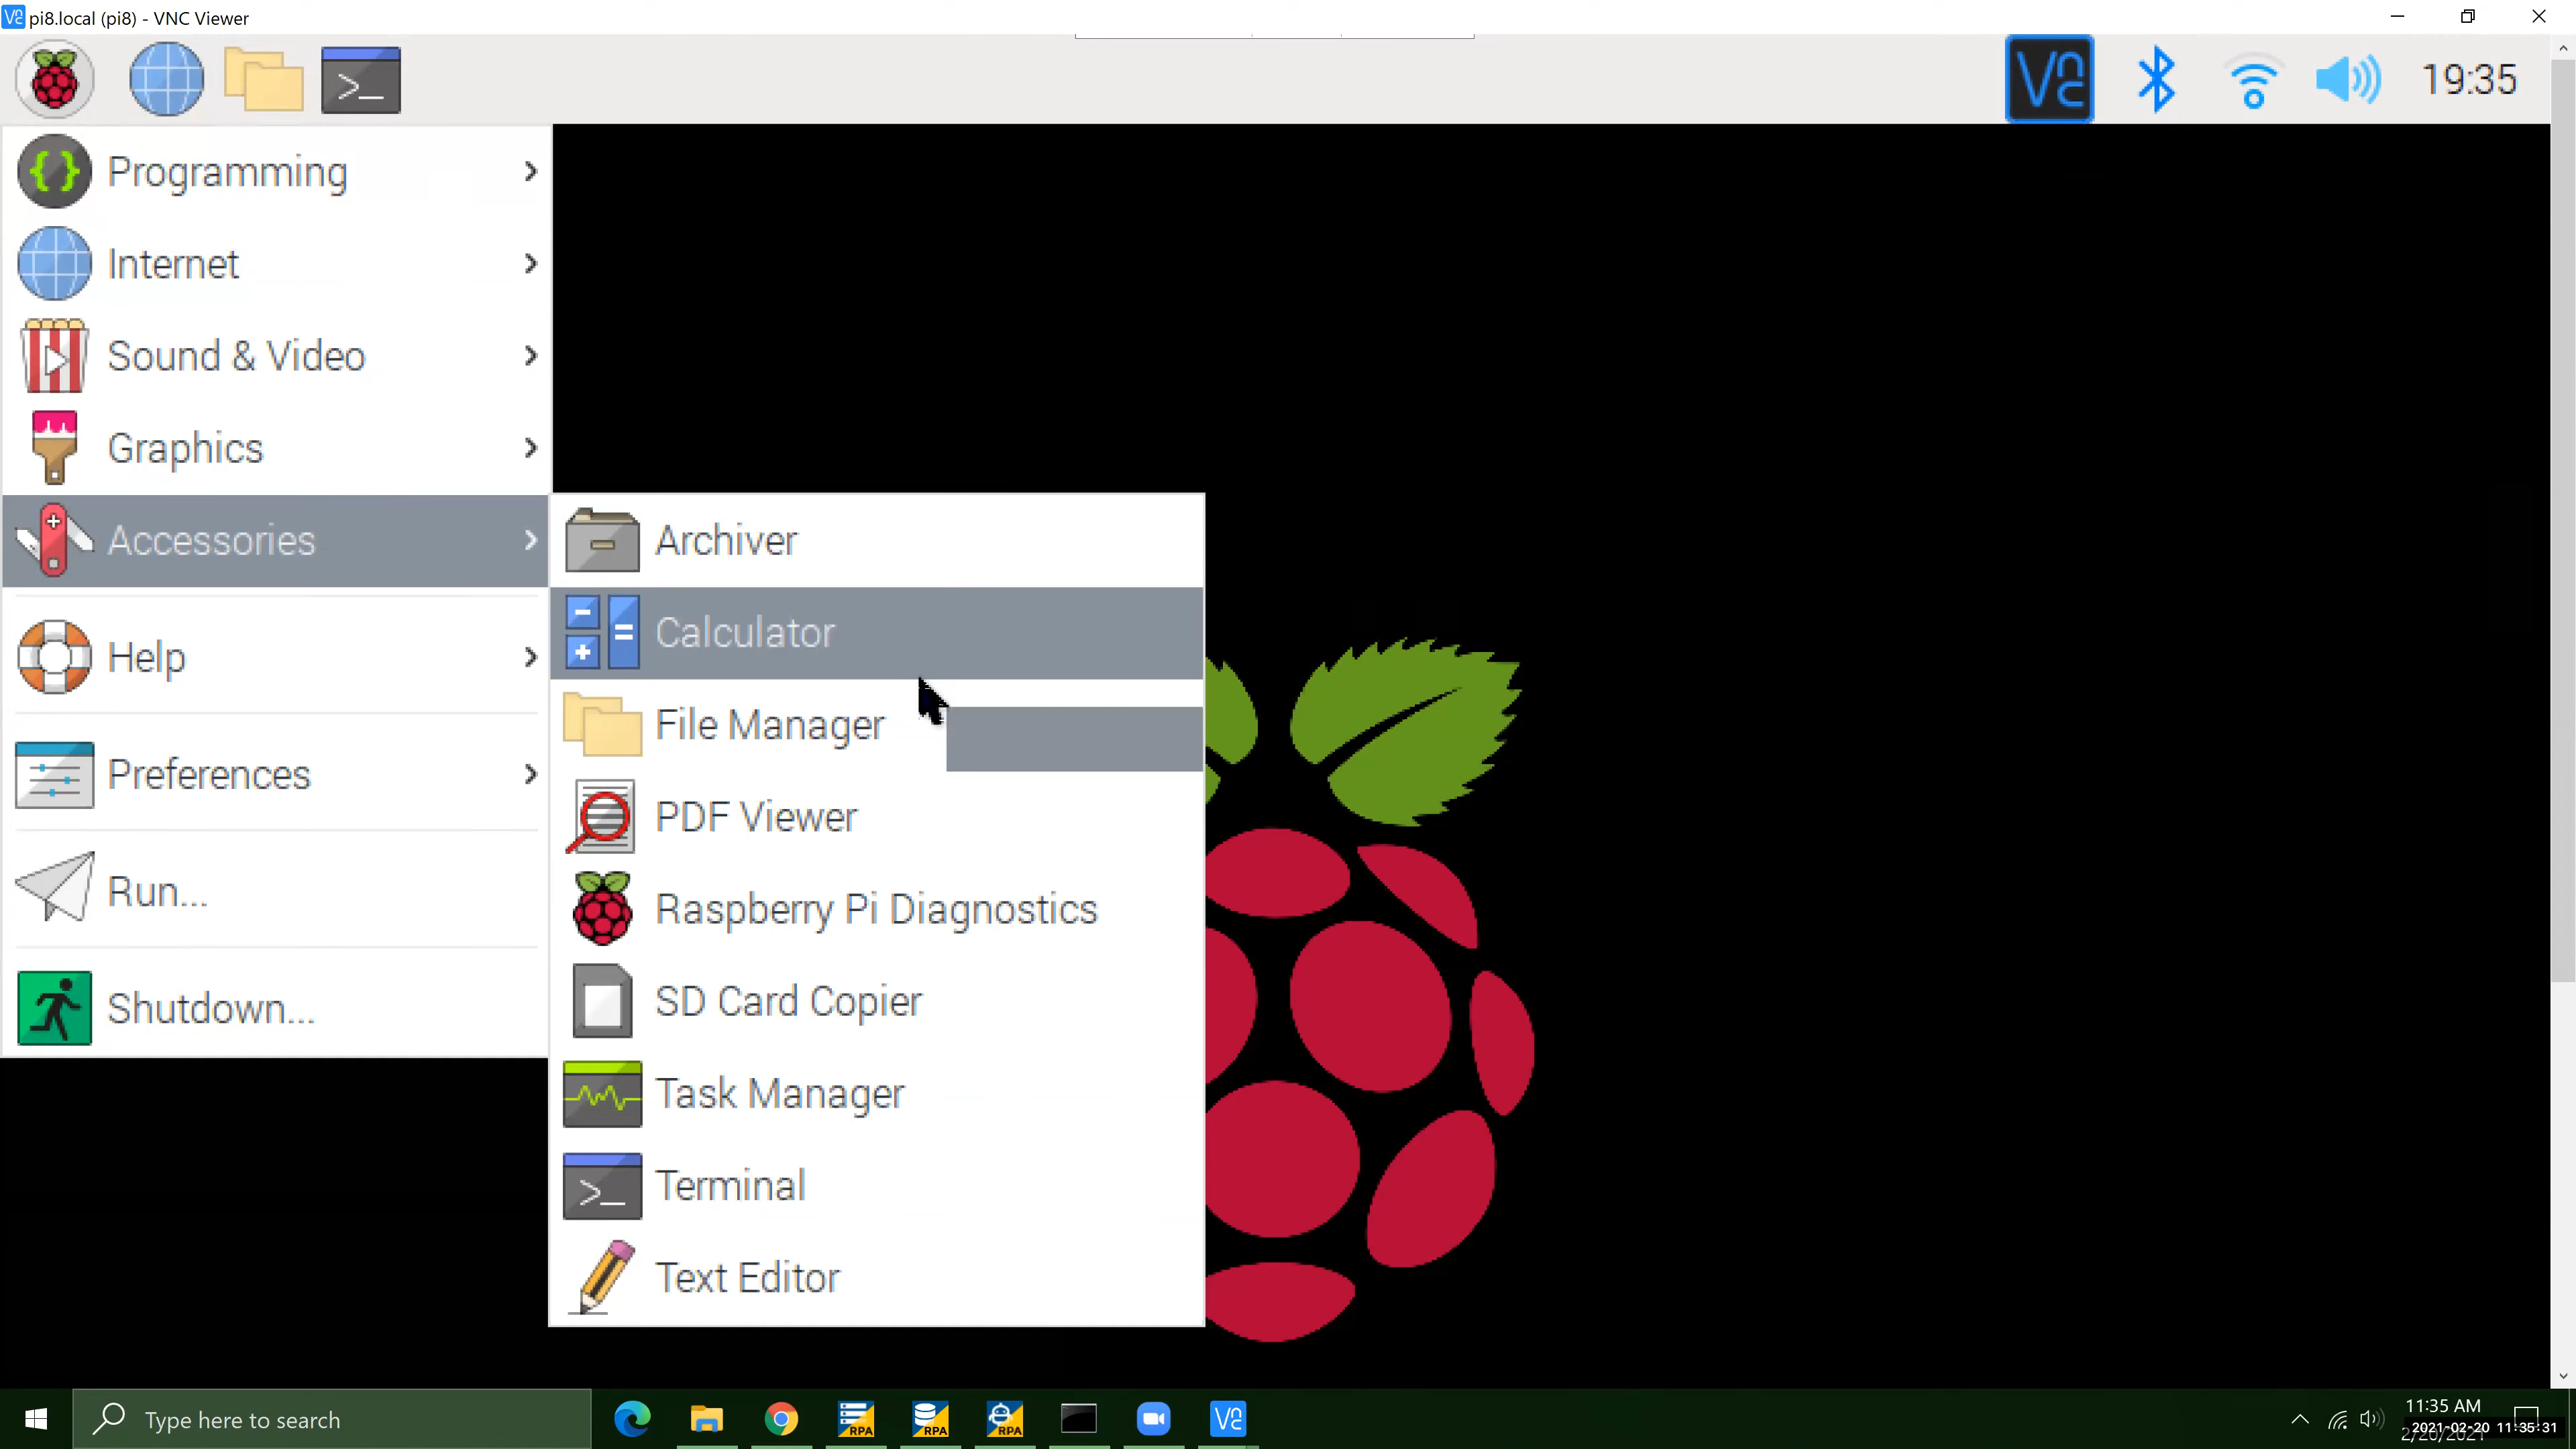 pi8.local (pi8) - VNC Viewer
19:35
Programming
Internet
Sound & Video
Graphics
Accessories
Help
Preferences
Run...
Shutdown...
Archiver
Calculator
File Manager
PDF Viewer
Raspberry Pi Diagnostics
SD Card Copier
Task Manager
Terminal
Text Editor
Type here to search
RPA
RPA
RPA
11:35 AM
2021-02-20 11:35:31